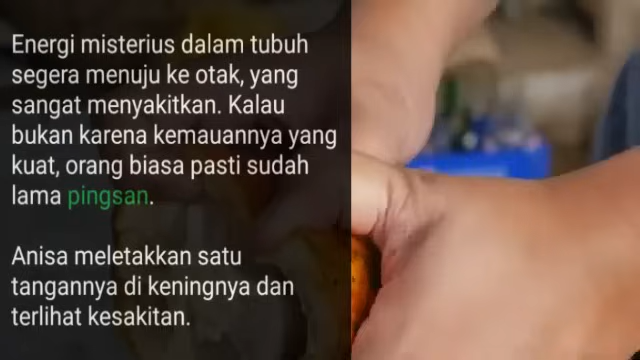 Energi misterius dalam tubuh
segera menuju ke otak, yang
sangat menyakitkan. Kalau
bukan karena kemauannya yang
kuat, orang biasa pasti sudah
lama pingsan.
Anisa meletakkan satu
tangannya di keningnya dan
terlihat kesakitan.